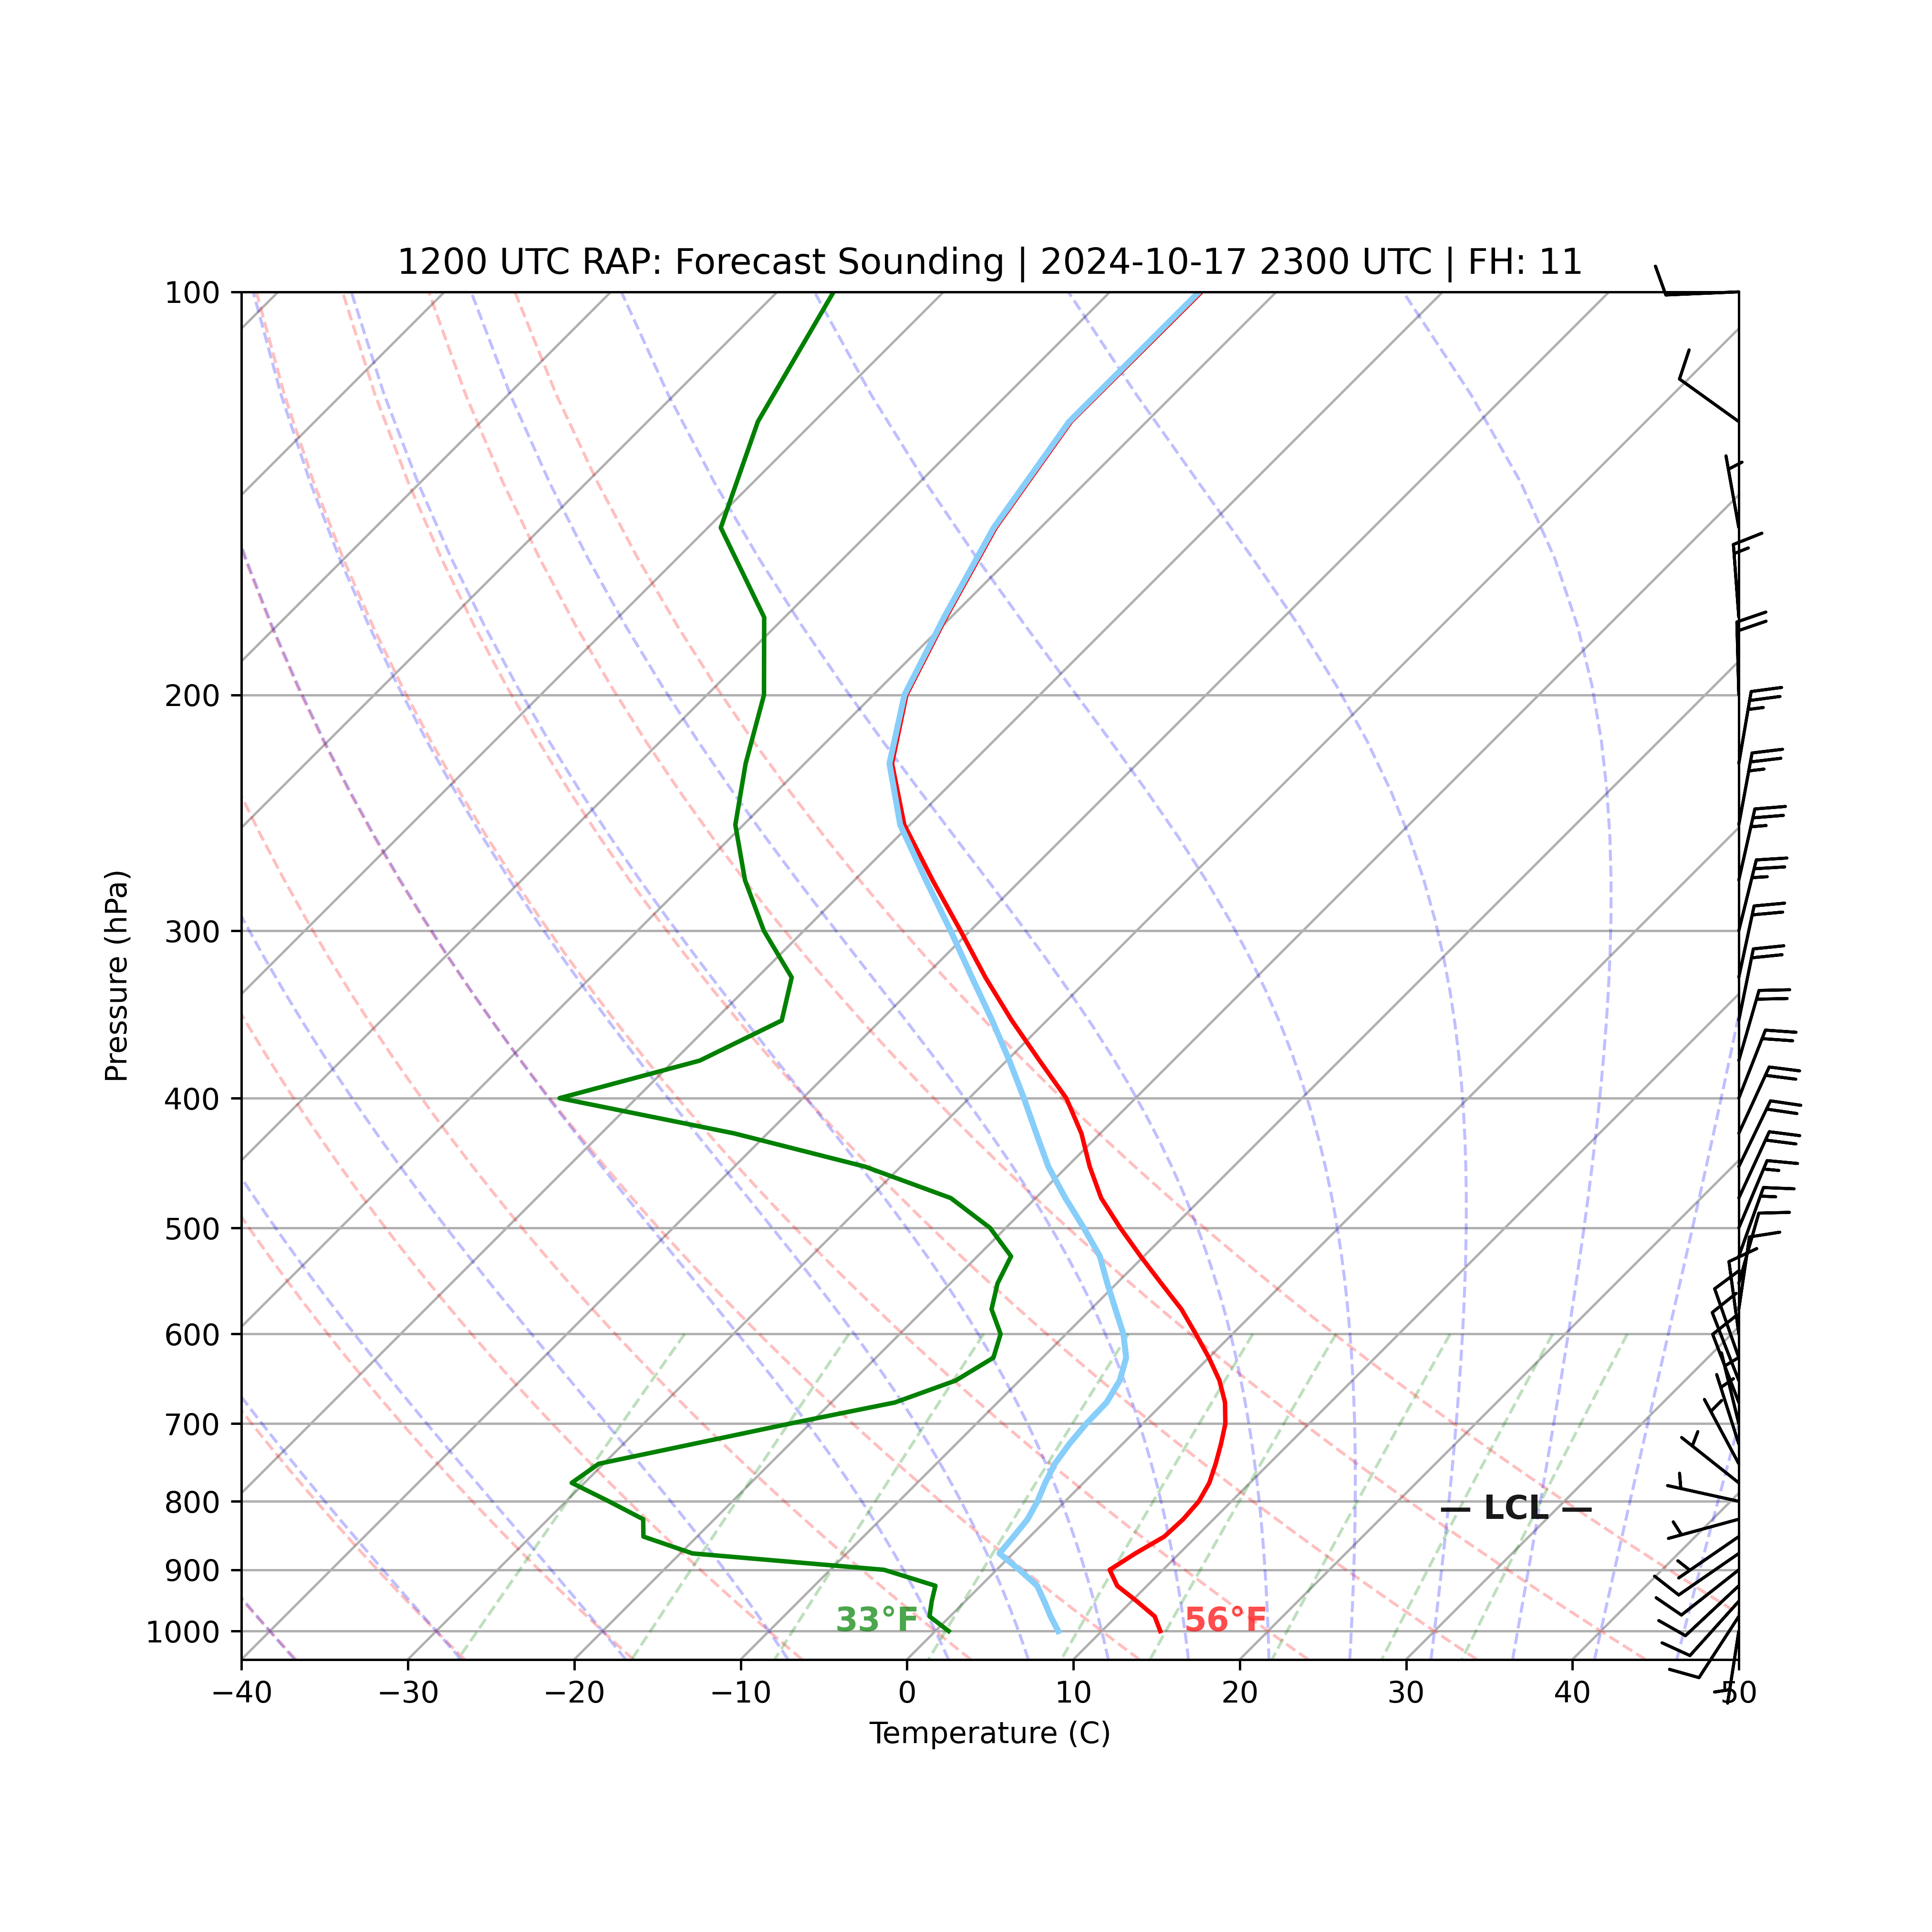 1200 UTC RAP: Forecast Sounding | 2024-10-17 2300 UTC | FH: 11
100
200
300
400
500
600
700
800
900
1000
Pressure (hPa)
— LCL —
33°F
56°F
−40 −30 −20 −10 0 10 20 30 40 50
Temperature (C)